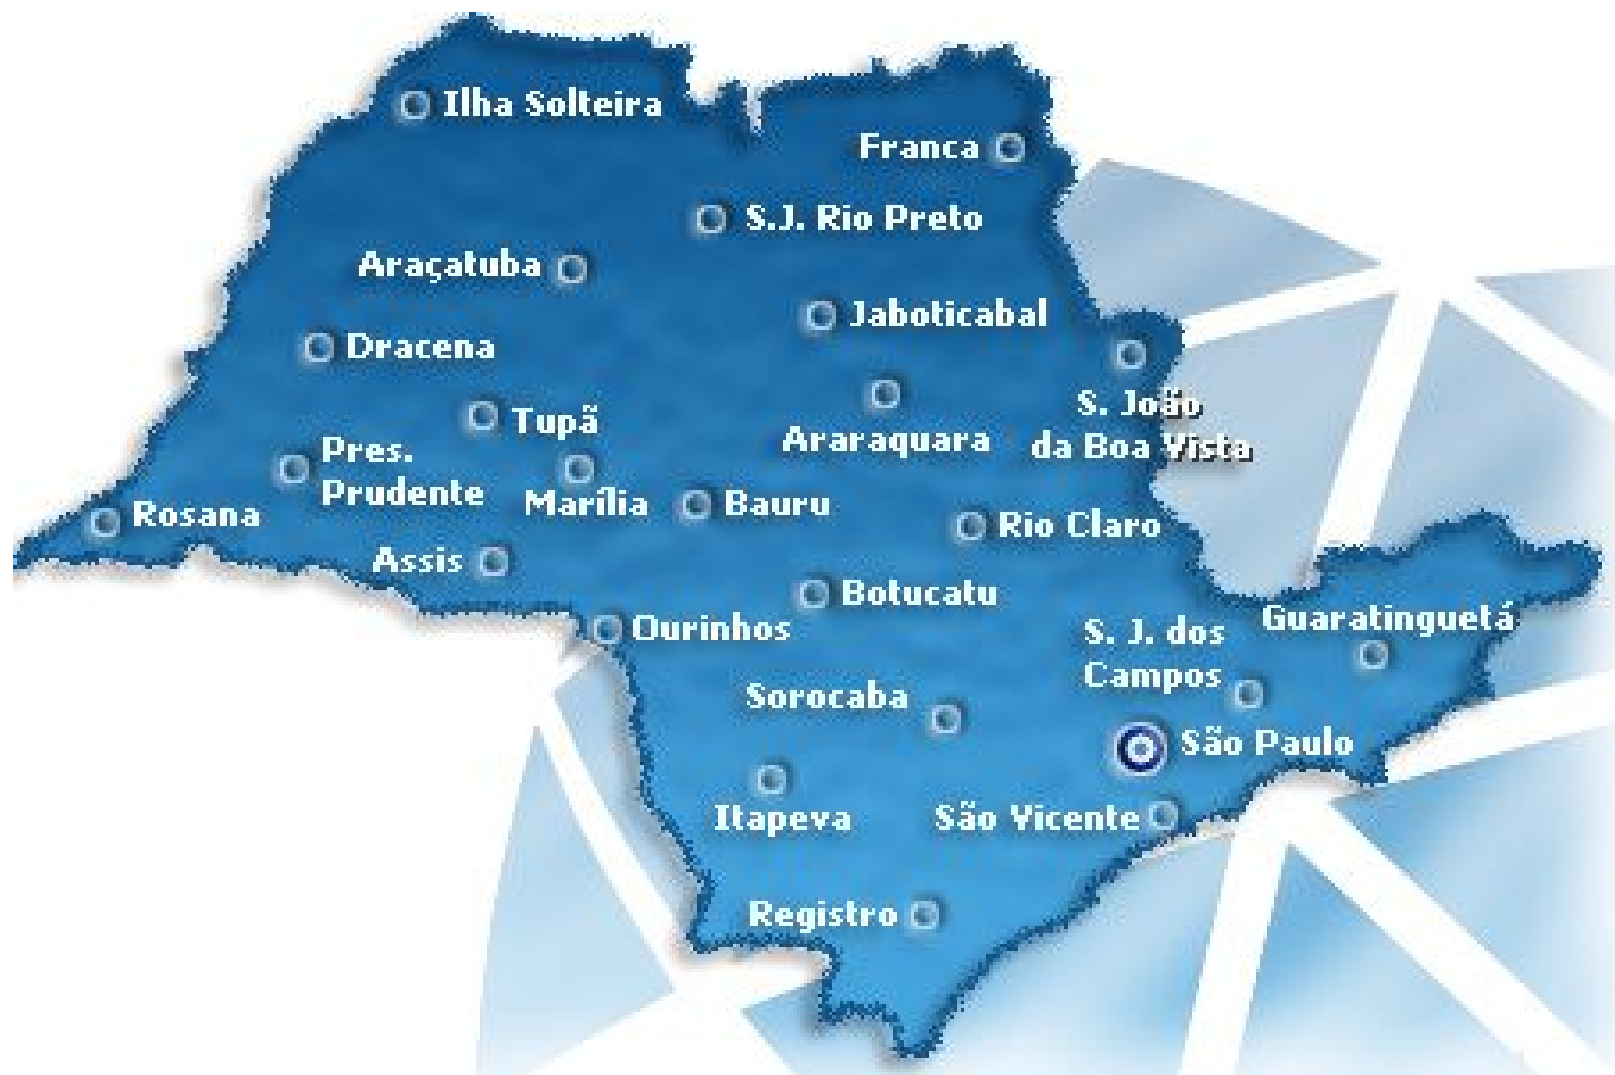 Ilha Solteira
Franca
S.J. Rio Preto
Araçatuba
Jaboticabal
Dracena
S. João
da Boa Vista
Tupã
Araraquara
Pres.
Prudente
Marília
Bauru
Rosana
Rio Claro
Assis
Botucatu
Guaratinguetá
Ourinhos
S. J. dos
Campos
Sorocaba
São Paulo
Itapeva
São Vicente
Registro